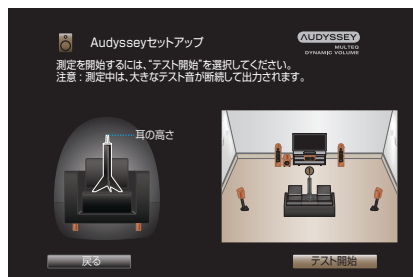 Audysseyセットアップ
AUDYSSEY
MULTEQ
DYNAMIC VOLUME
測定を開始するには、“テスト開始”を選択してください。
注意：測定中は、大きなテスト音が断続して出力されます。
耳の高さ
戻る
テスト開始